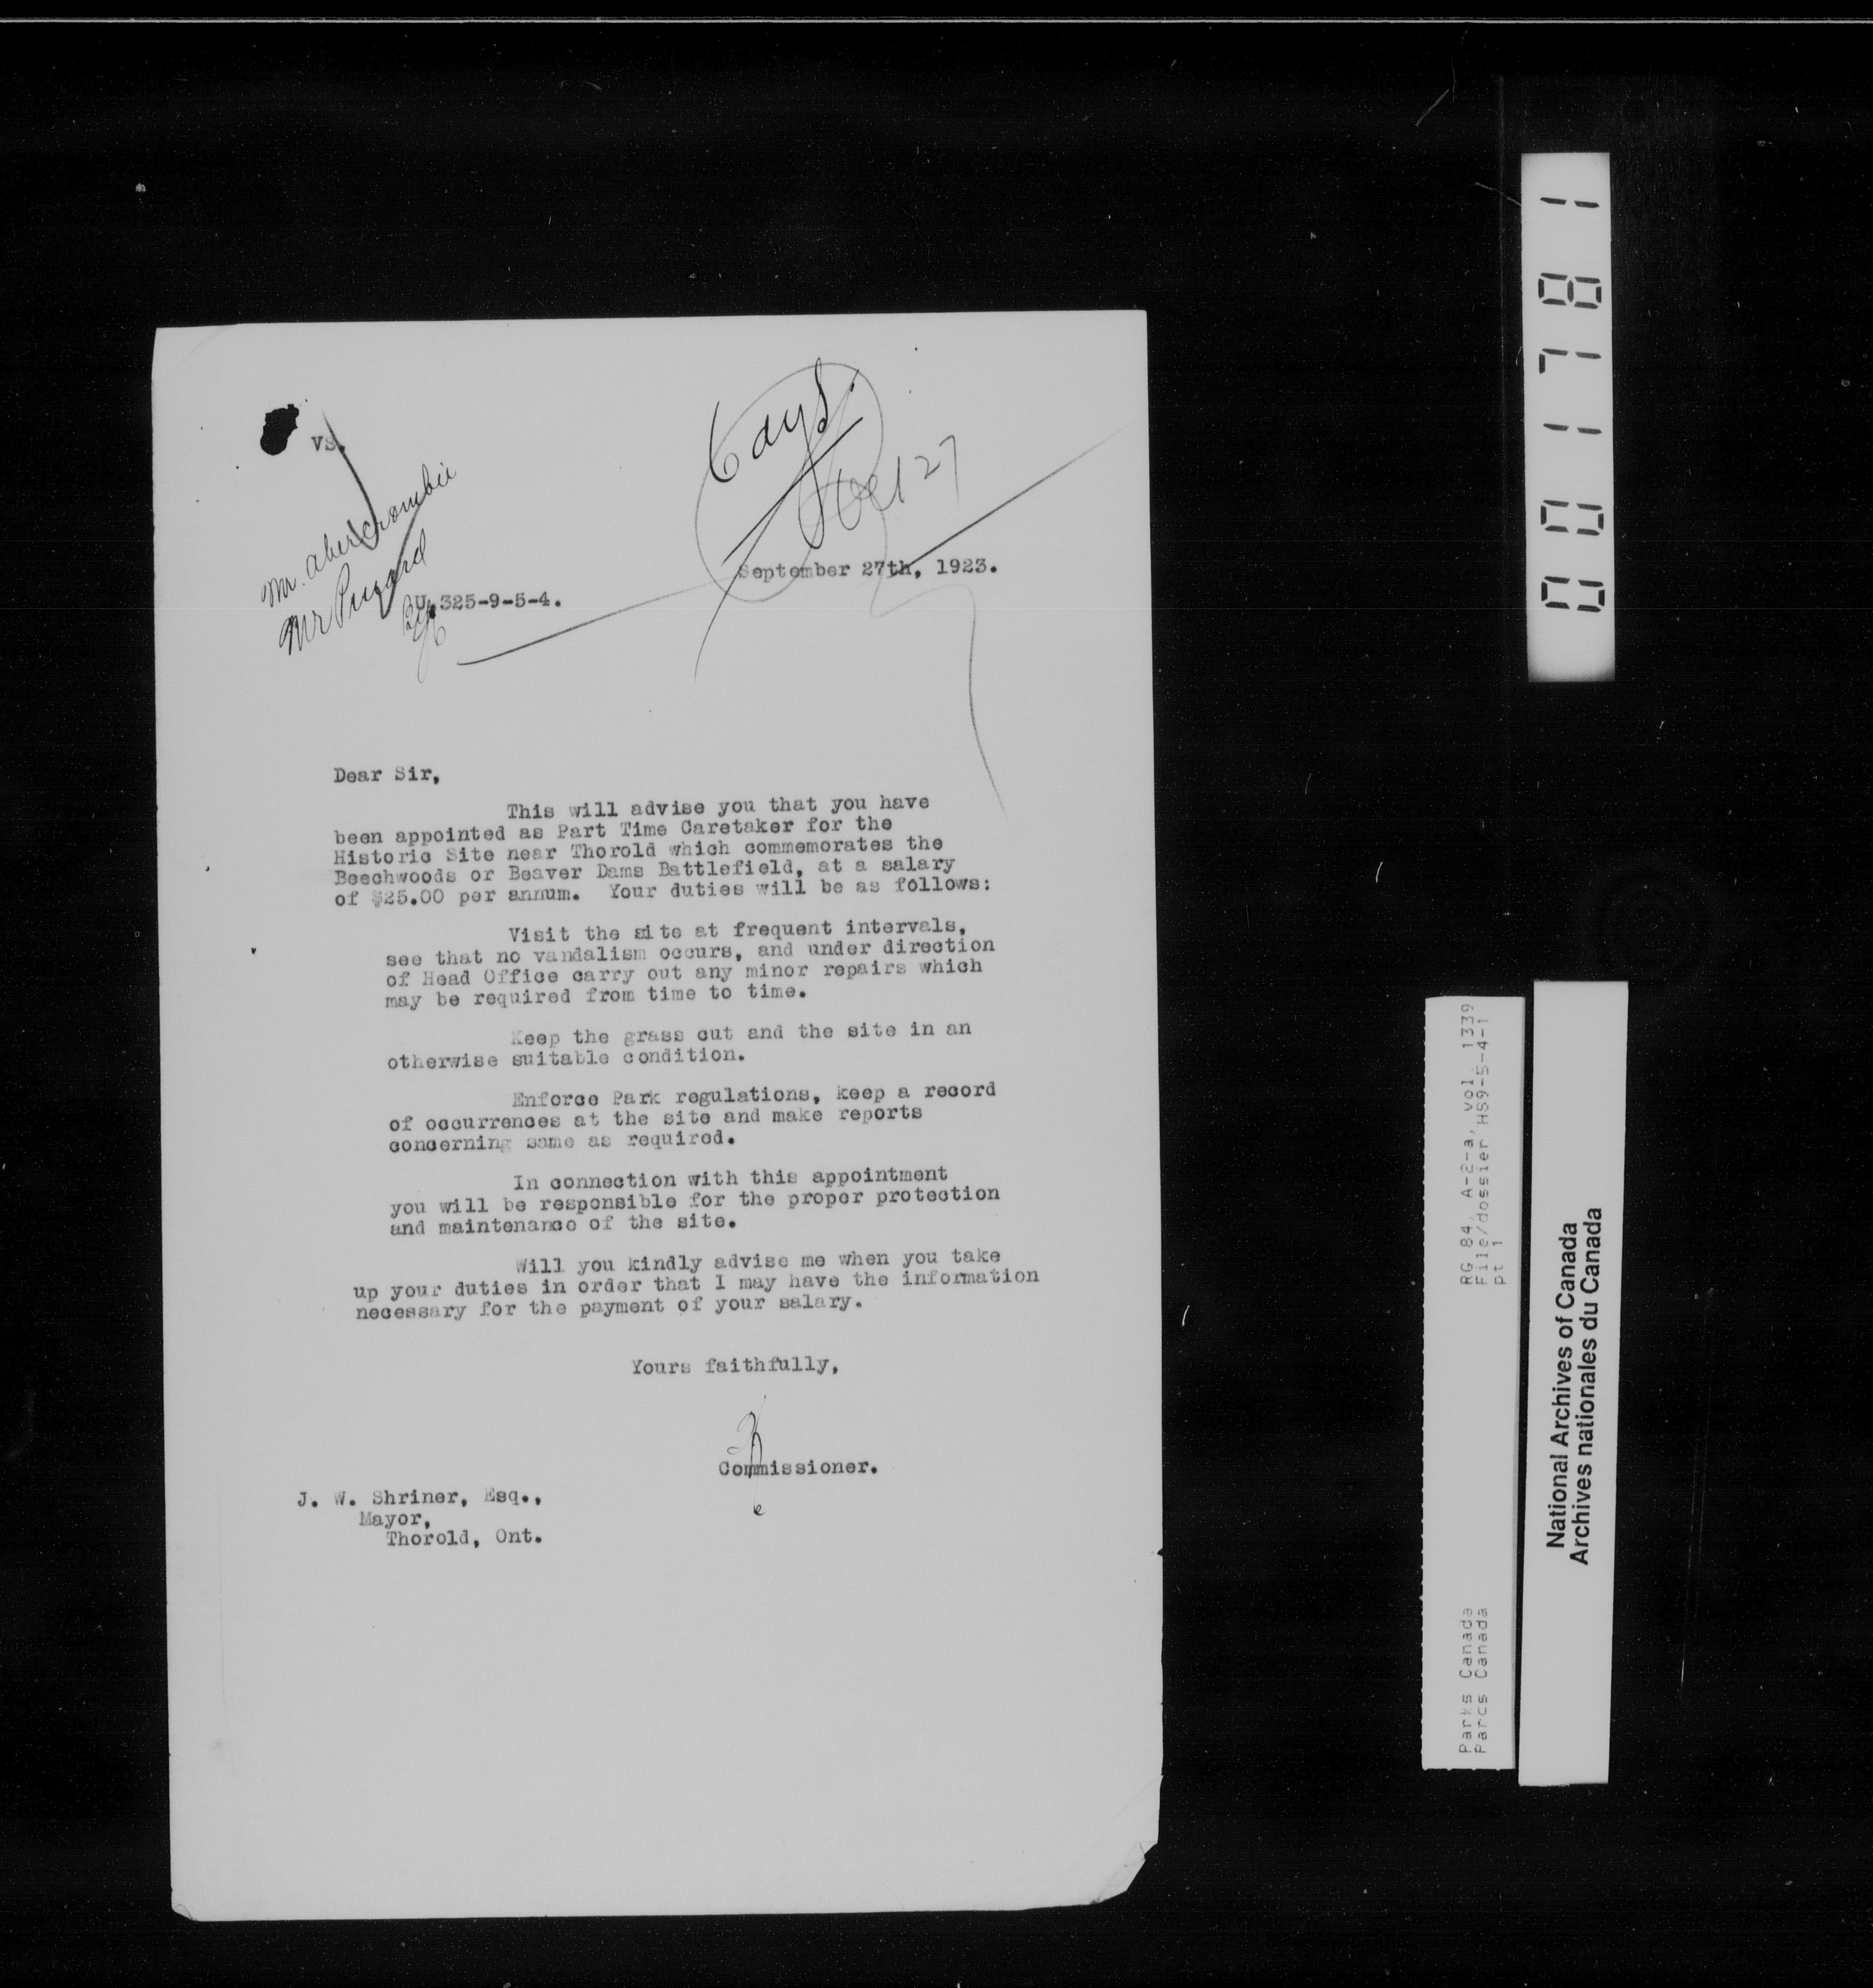 vs.
6 days.
Oct 27
Mr. Abercrombie
Mr
September 27th, 1923.
U.325-9-5-4.
Dear Sir,
This will advise you that you have
been appointed as Part Time Caretaker for the
Historic Site near Thorold which commemorates the
Beechwoods or Beaver Dams Battlefield, at a salary
of $25.00 per annum. Your duties will be as follows:
Visit the site at frequent intervals,
see that no vandalism occurs, and under direction
of Head Office carry out any minor repairs which
may be required from time to time.
Keep the grass cut and the site in an
otherwise suitable condition.
Enforce Park regulations, keep a record
of occurrences at the site and make reports
concerning same as required.
In connection with this appointment
you will be responsible for the proper protection
and maintenance of the site.
Will you kindly advise me when you take
up your duties in order that I may have the information
necessary for the payment of your salary.
Yours faithfully,
Commissioner.
J. W. Shriner, Esq.,
Mayor,
Thorold, Ont.
001781
Parks Canada RG 84, A-2-a, vol. 1339
Parcs Canada File/dossier HS9-5-4-1
pt 1
National Archives of Canada
Archives nationales du Canada